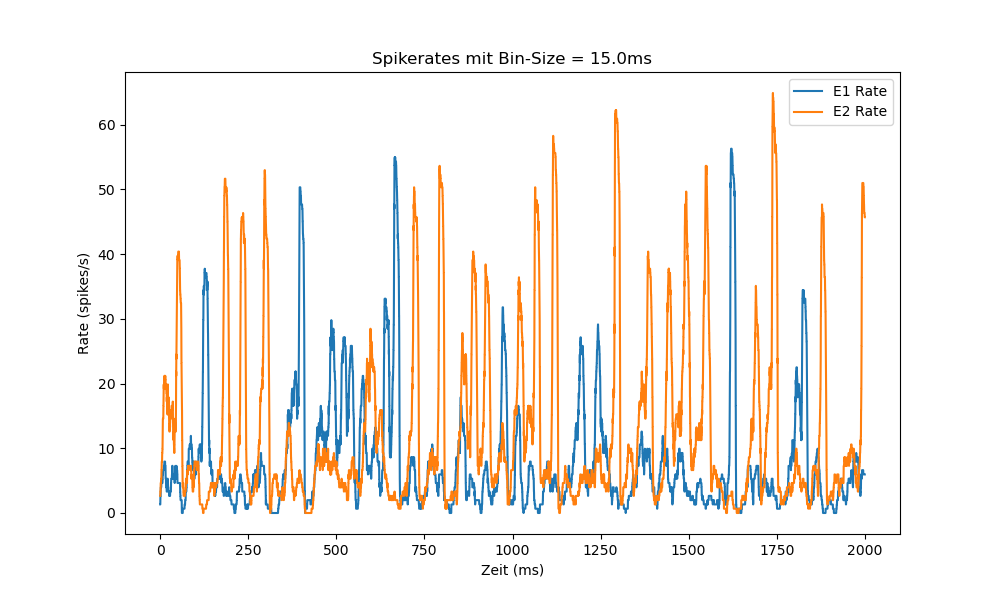 Spikerates mit Bin-Size = 15.0ms
E1 Rate
E2 Rate
Rate (spikes/s)
60
50
40
30
20
10
0
0 250 500 750 1000 1250 1500 1750 2000
Zeit (ms)